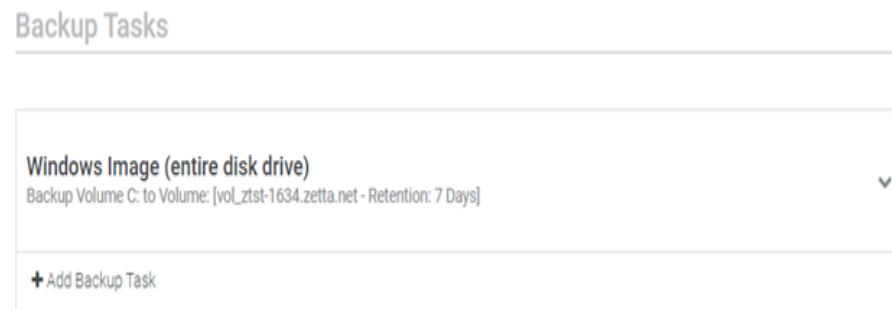 Backup Tasks
Windows Image (entire disk drive)
Backup Volume C: to Volume: [vol_ztst-1634.zetta.net - Retention: 7 Days]
+ Add Backup Task